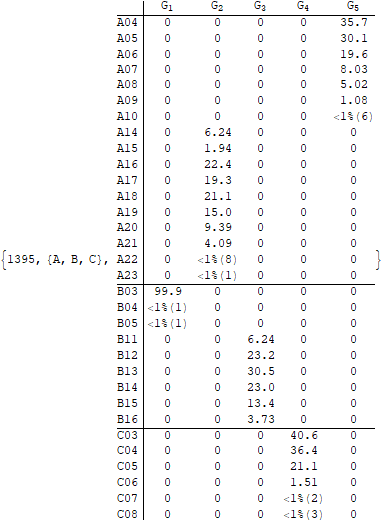 G1 G2 G3 G4 G5
A04 0 0 0 0 35.7
A05 0 0 0 0 30.1
A06 0 0 0 0 19.6
A07 0 0 0 0 8.03
A08 0 0 0 0 5.02
A09 0 0 0 0 1.08
A10 0 0 0 0 <1%(6)
A14 0 6.24 0 0 0
A15 0 1.94 0 0 0
A16 0 22.4 0 0 0
A17 0 19.3 0 0 0
A18 0 21.1 0 0 0
A19 0 15.0 0 0 0
A20 0 9.39 0 0 0
A21 0 4.09 0 0 0
{1395, {A, B, C}, A22 0 <1%(8) 0 0 0 }
A23 0 <1%(1) 0 0 0
B03 99.9 0 0 0 0
B04 <1%(1) 0 0 0 0
B05 <1%(1) 0 0 0 0
B11 0 0 6.24 0 0
B12 0 0 23.2 0 0
B13 0 0 30.5 0 0
B14 0 0 23.0 0 0
B15 0 0 13.4 0 0
B16 0 0 3.73 0 0
C03 0 0 0 40.6 0
C04 0 0 0 36.4 0
C05 0 0 0 21.1 0
C06 0 0 0 1.51 0
C07 0 0 0 <1%(2) 0
C08 0 0 0 <1%(3) 0